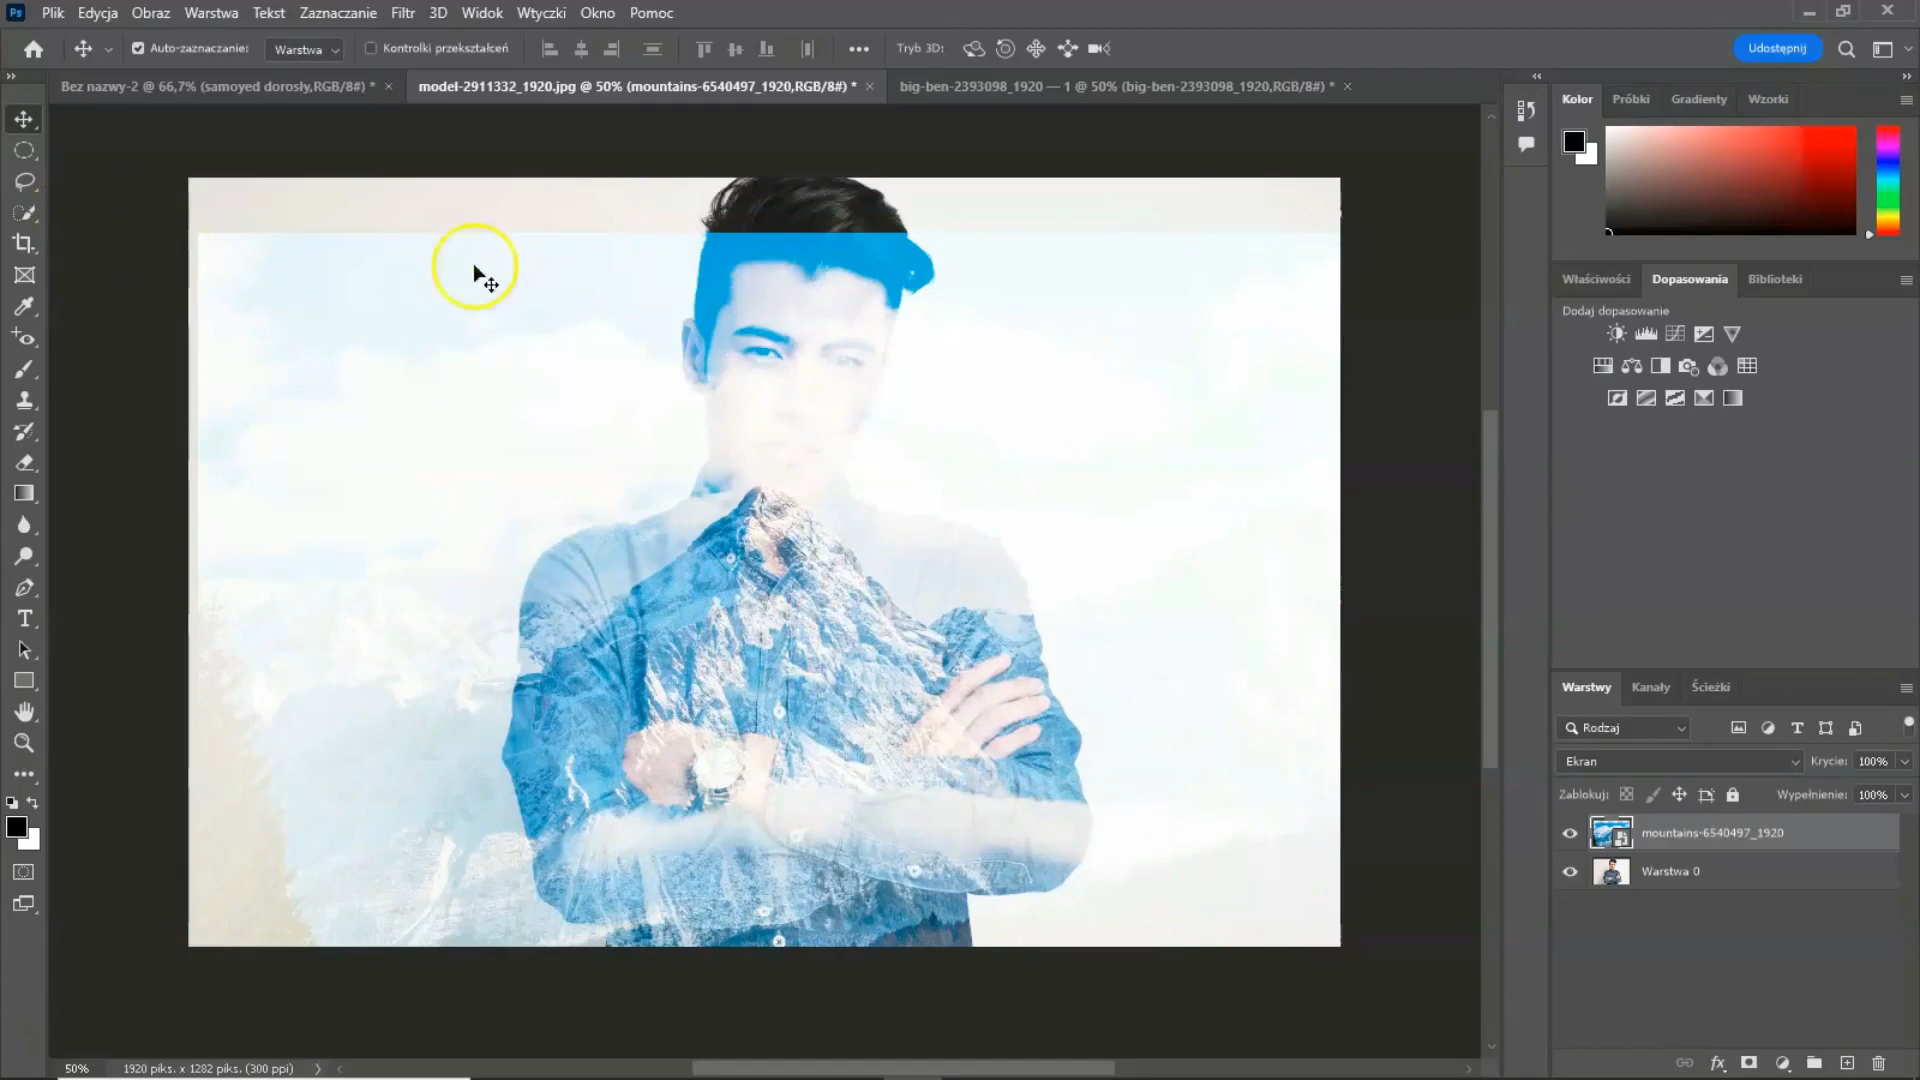 Ps Plik Edycja Obraz Warstwa Tekst Zaznaczanie Filtr 3D Widok Wtyczki Okno Pomoc
Auto-zaznaczanie: Warstwa Kontrolki przekształceń Tryb 3D: Udostępnij
Bez nazwy-2 @ 66,7% (samoyed dorosły,RGB/8#) * model-2911332_1920.jpg @ 50% (mountains-6540497_1920,RGB/8#) * big-ben-2393098_1920 — 1 @ 50% (big-ben-2393098_1920,RGB/8#) *
Kolor Próbki Gradienty Wzorki
Właściwości Dopasowania Biblioteki
Dodaj dopasowanie
Warstwy Kanały Ścieżki
Rodzaj
Ekran Krycie: 100%
Zablokuj: Wypełnienie: 100%
mountains-6540497_1920
Warstwa 0
50% 1920 piks. x 1282 piks. (300 ppi)